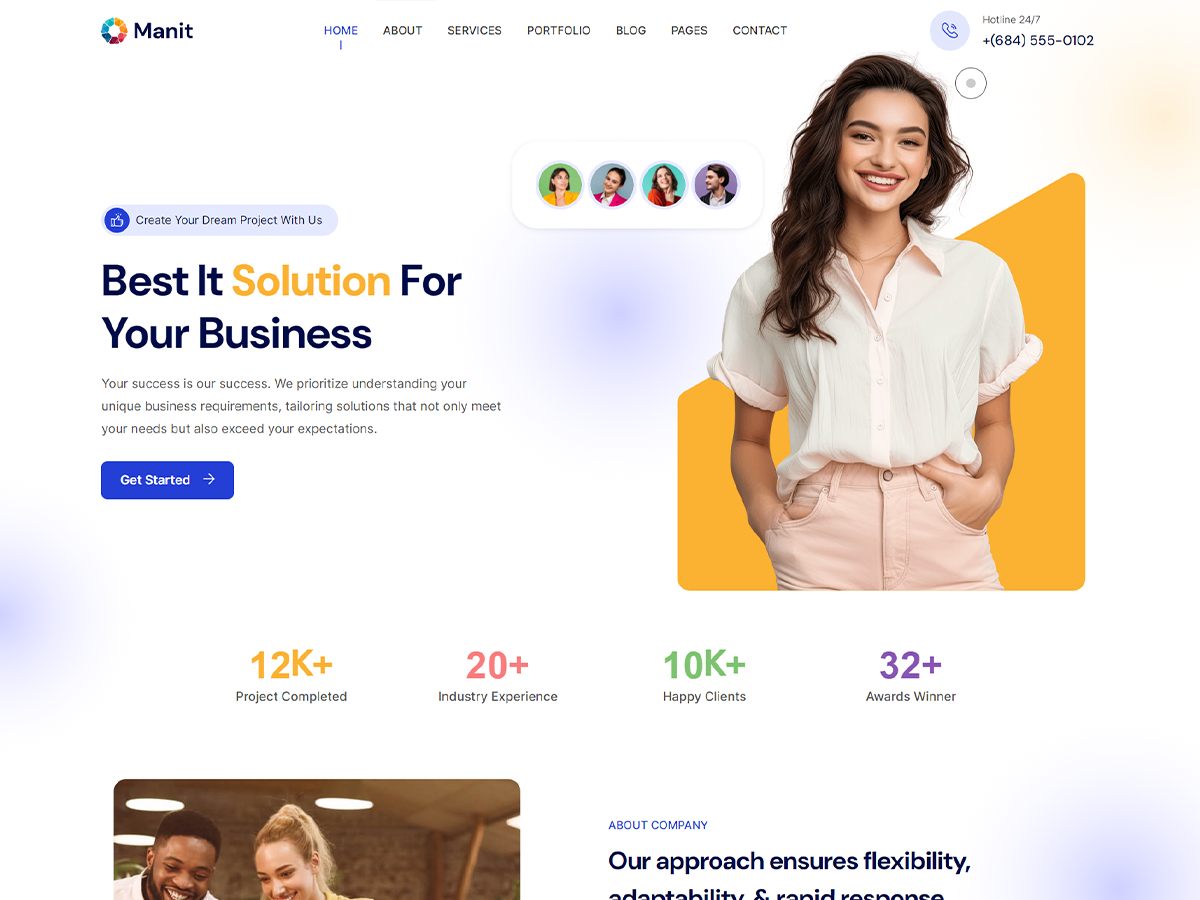 Manit
HOME
ABOUT
SERVICES
PORTFOLIO
BLOG
PAGES
CONTACT
Hotline 24/7
+(684) 555-0102
Create Your Dream Project With Us
Best It Solution For
Your Business
Your success is our success. We prioritize understanding your
unique business requirements, tailoring solutions that not only meet
your needs but also exceed your expectations.
Get Started
12K+
Project Completed
20+
Industry Experience
10K+
Happy Clients
32+
Awards Winner
ABOUT COMPANY
Our approach ensures flexibility,
adaptability, & rapid response